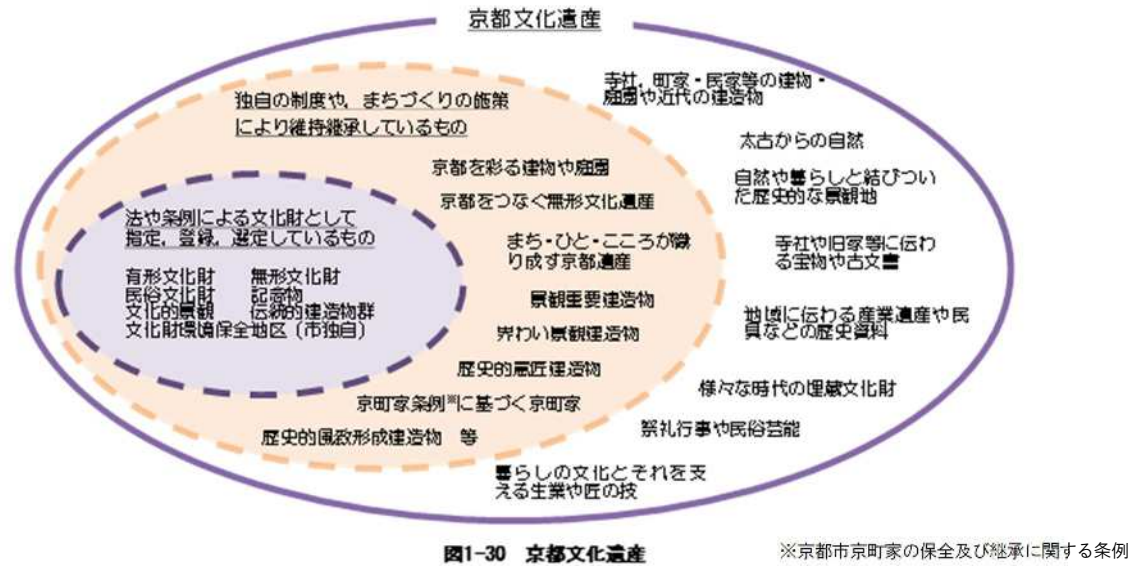 京都文化遺産
寺社，町家・民家等の建物・
庭園や近代の建造物
独自の制度や，まちづくりの施策
により維持継承しているもの
太古からの自然
京都を彩る建物や庭園
自然や暮らしと結びつい
た歴史的な景観地
京都をつなぐ無形文化遺産
法や条例による文化財として
指定，登録，選定しているもの
まち・ひと・こころが織
り成す京都遺産
寺社や旧家等に伝わ
る宝物や古文書
有形文化財　無形文化財
民俗文化財　記念物
文化的景観　伝統的建造物群
文化財環境保全地区（市独自）
景観重要建造物
地域に伝わる産業遺産や民
具などの歴史資料
界わい景観建造物
歴史的意匠建造物
様々な時代の埋蔵文化財
京町家条例※に基づく京町家
祭礼行事や民俗芸能
歴史的風致形成建造物　等
暮らしの文化とそれを支
える生業や匠の技
図1-30　京都文化遺産
※京都市京町家の保全及び継承に関する条例